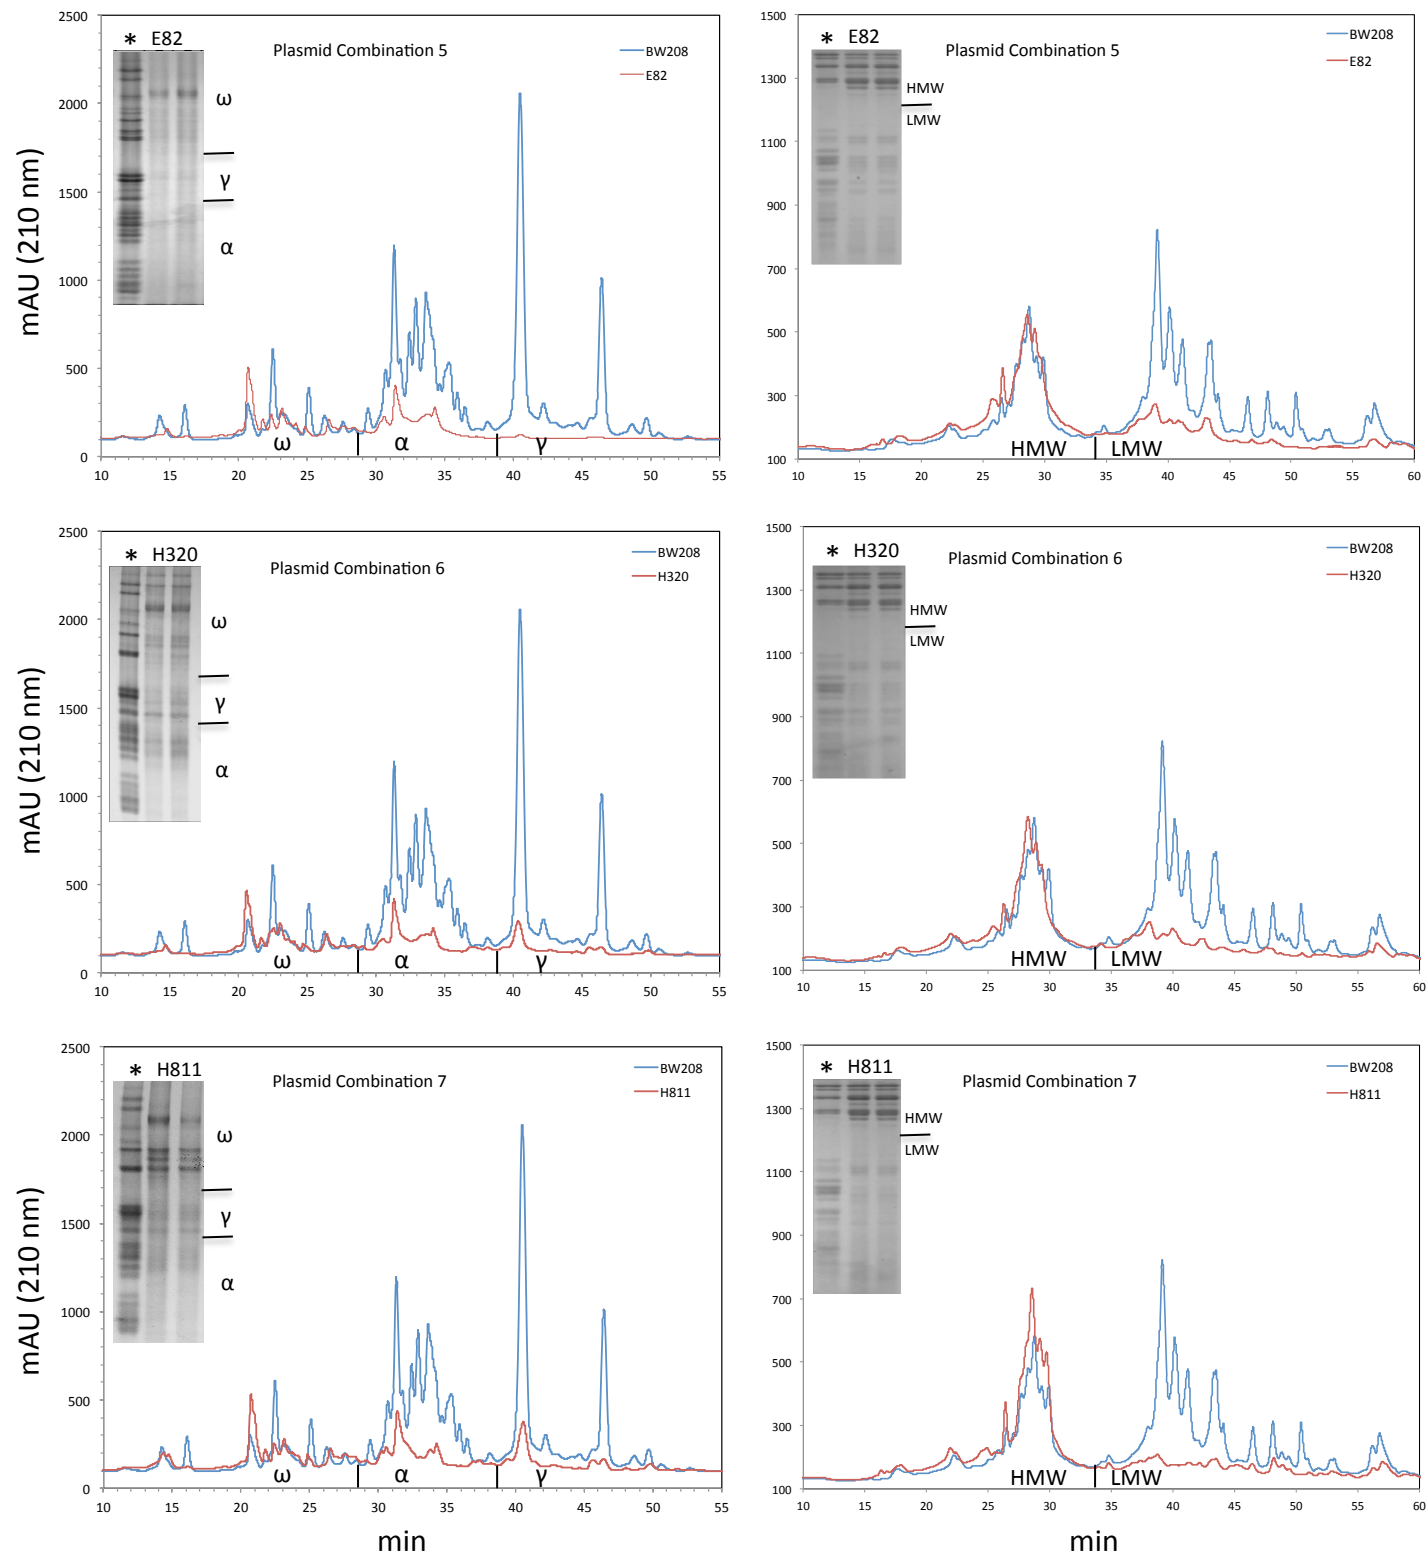 mAU (210 nm)
2500
2000
1500
1000
500
0
* E82
Plasmid Combination 5
BW208
E82
ω
γ
α
ω α γ
10 15 20 25 30 35 40 45 50 55
1500
1300
1100
900
700
500
300
100
* E82
Plasmid Combination 5
BW208
E82
HMW
LMW
HMW LMW
10 15 20 25 30 35 40 45 50 55 60
mAU (210 nm)
2500
2000
1500
1000
500
0
* H320
Plasmid Combination 6
BW208
H320
ω
γ
α
ω α γ
10 15 20 25 30 35 40 45 50 55
1500
1300
1100
900
700
500
300
100
* H320
Plasmid Combination 6
BW208
H320
HMW
LMW
HMW LMW
10 15 20 25 30 35 40 45 50 55 60
mAU (210 nm)
2500
2000
1500
1000
500
0
* H811
Plasmid Combination 7
BW208
H811
ω
γ
α
ω α γ
10 15 20 25 30 35 40 45 50 55
min
1500
1300
1100
900
700
500
300
100
* H811
Plasmid Combination 7
BW208
H811
HMW
LMW
HMW LMW
10 15 20 25 30 35 40 45 50 55 60
min